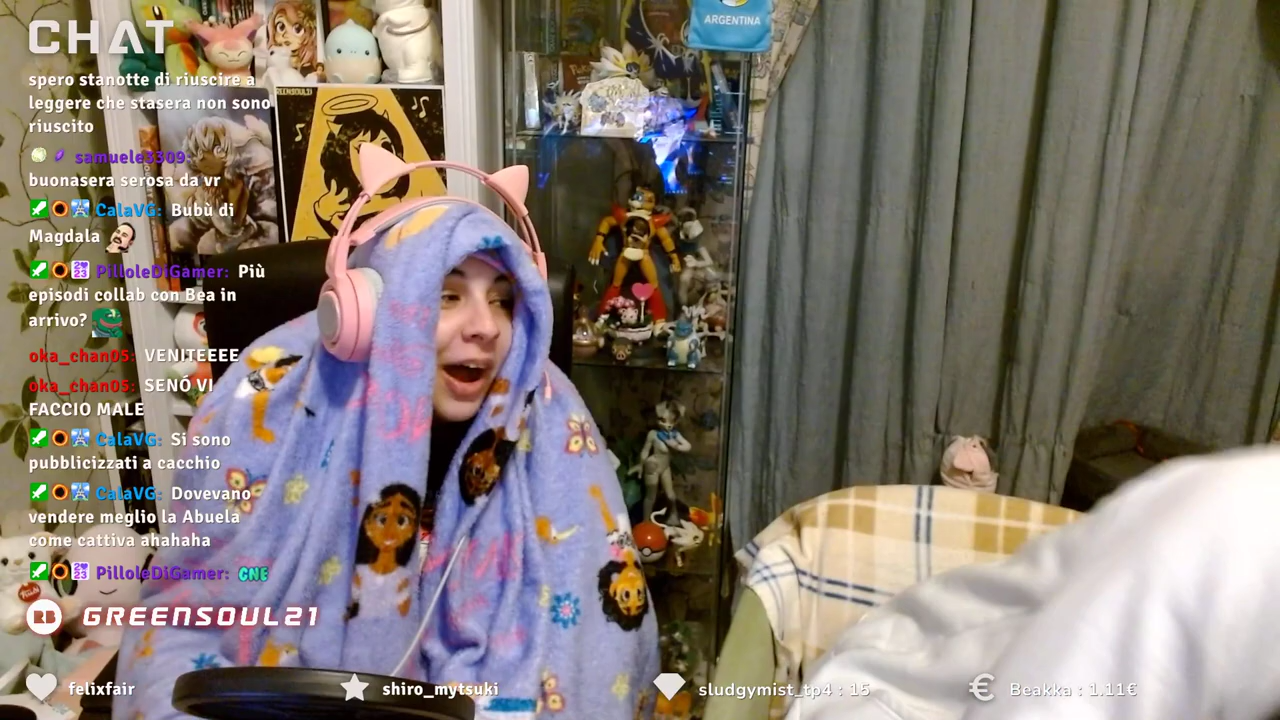 CHAT
ARGENTINA
spero stanotte di riuscire a
leggere che stasera non sono
riuscito
samuele3309:
buonasera serosa da vr
CalaVG: Bubù di
Magdala
PilloleDiGamer: Più
episodi collab con Bea in
arrivo?
oka_chan05: VENITEEEE
oka_chan05: SENÓ VI
FACCIO MALE
CalaVG: Si sono
pubblicizzati a cacchio
CalaVG: Dovevano
vendere meglio la Abuela
come cattiva ahahaha
PilloleDiGamer: GNE
RB GREENSOUL21
felixfair
shiro_mytsuki
sludgymist_tp4 : 15
€ Beakka : 1.11€